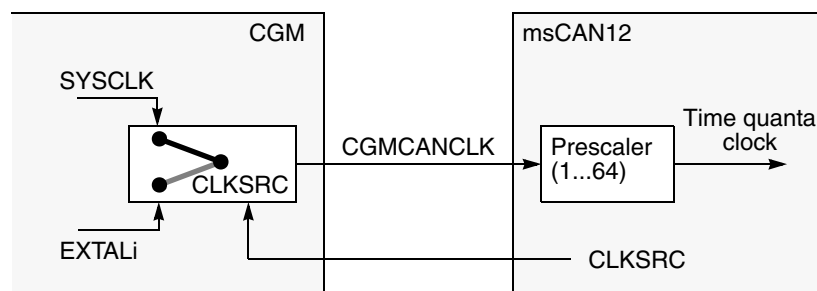 CGM
msCAN12
SYSCLK
CLKSRC
EXTALi
CGMCANCLK
Prescaler
(1...64)
Time quanta
clock
CLKSRC